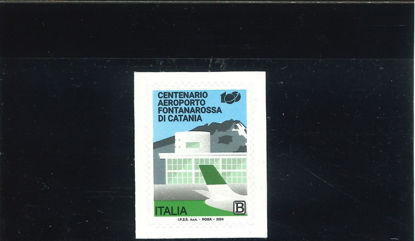 CENTENARIO
AEROPORTO
FONTANAROSSA
DI CATANIA
100
ITALIA
B
I.P.Z.S. S.p.A. - ROMA - 2024